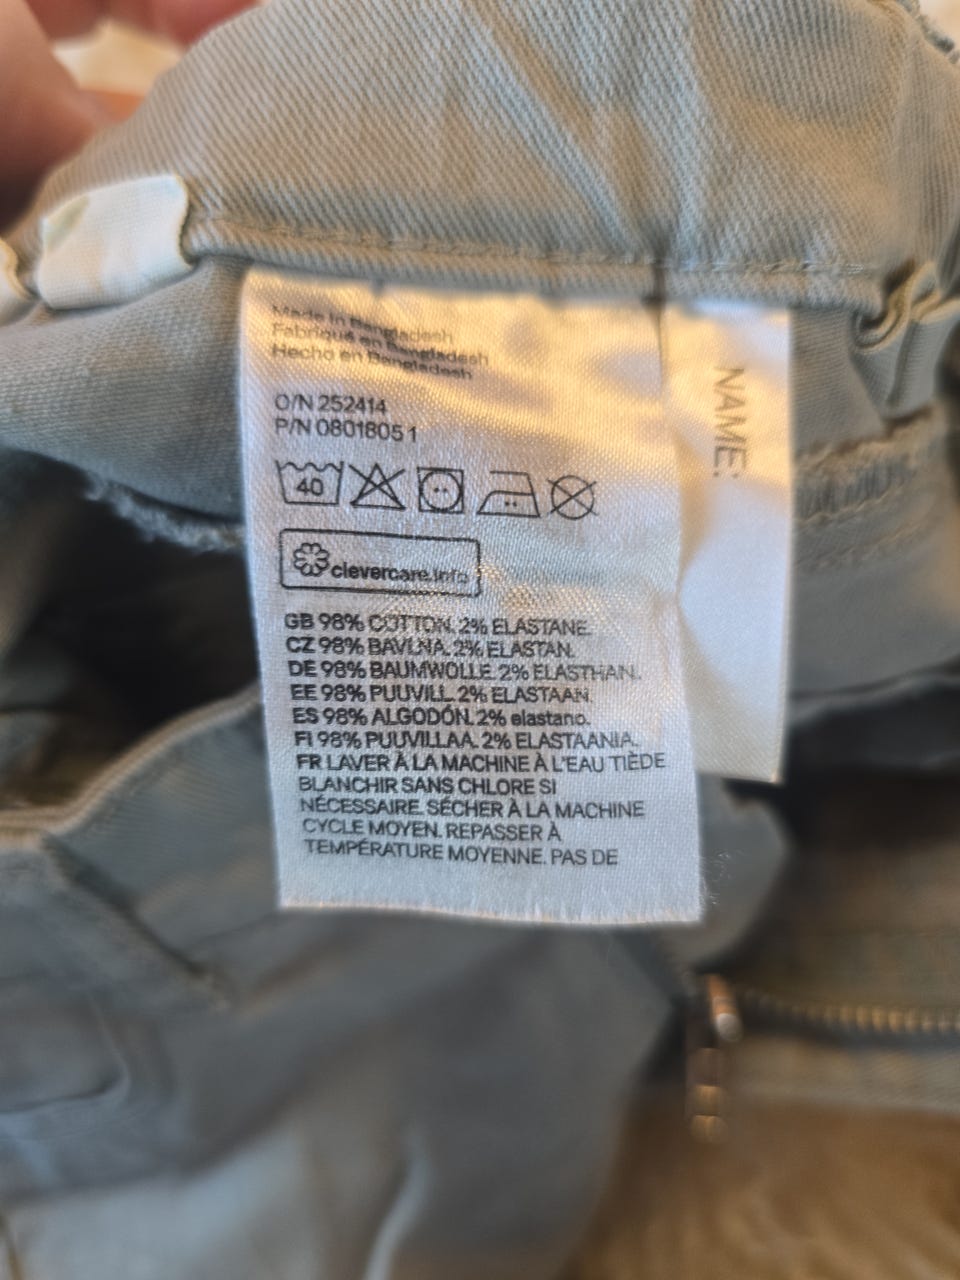 Made in Bangladesh
Fabriqué en Bangladesh
Hecho en Bangladesh
O/N 252414
P/N 0801805 1
40
clevercare.info
GB 98% COTTON. 2% ELASTANE.
CZ 98% BAVLNA. 2% ELASTAN.
DE 98% BAUMWOLLE. 2% ELASTHAN.
EE 98% PUUVILL. 2% ELASTAAN.
ES 98% ALGODÓN. 2% elastano.
FI 98% PUUVILLAA. 2% ELASTAANIA.
FR LAVER À LA MACHINE À L'EAU TIÈDE
BLANCHIR SANS CHLORE SI
NÉCESSAIRE. SÉCHER À LA MACHINE
CYCLE MOYEN. REPASSER À
TEMPÉRATURE MOYENNE. PAS DE
NAME: